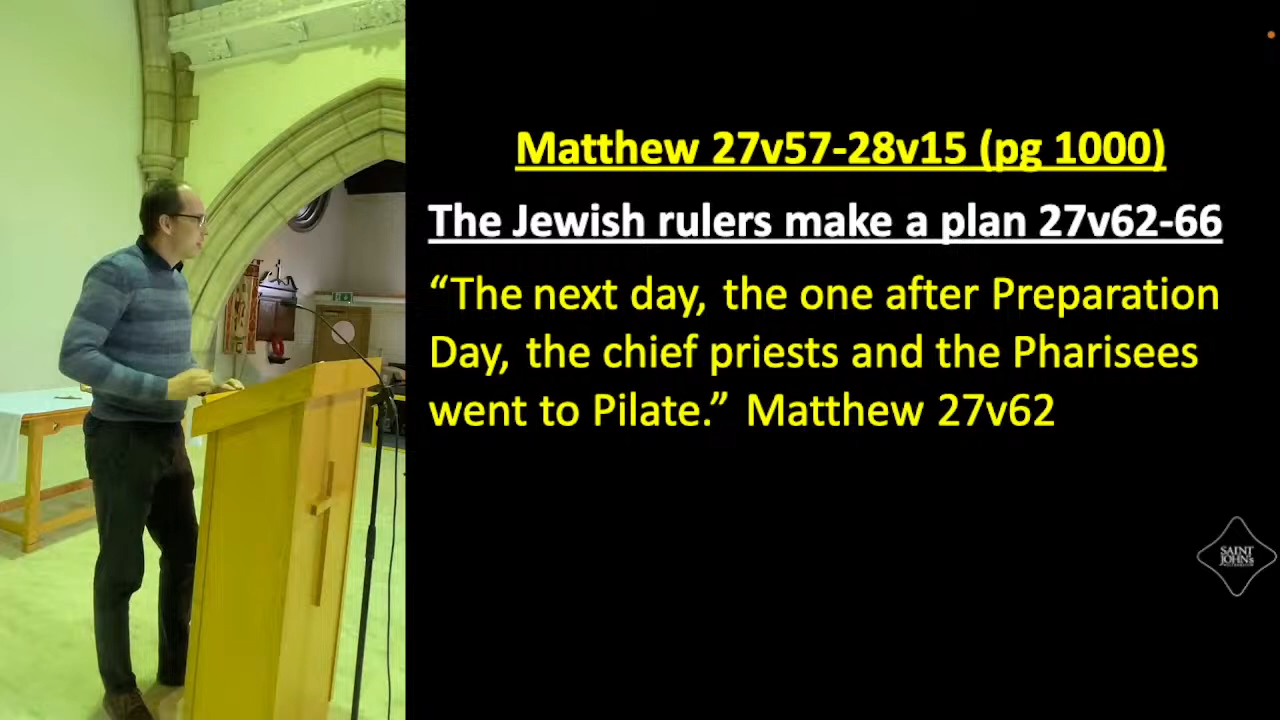 Matthew 27v57-28v15 (pg 1000)
The Jewish rulers make a plan 27v62-66
“The next day, the one after Preparation
Day, the chief priests and the Pharisees
went to Pilate.” Matthew 27v62
SAINT
JOHN's